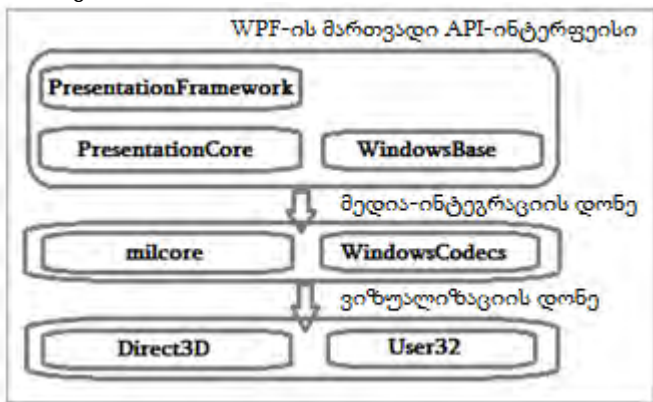 WPF-ის მართვადი API-ინტერფეისი
PresentationFramework
PresentationCore WindowsBase
მედია-ინტეგრაციის დონე
milcore WindowsCodecs
ვიზუალიზაციის დონე
Direct3D User32